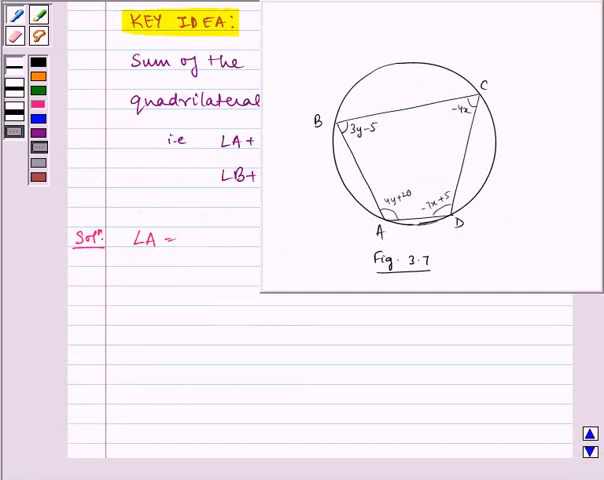 KEY IDEA:
Sum of the
quadrilateral
i.e ∠A+
∠B+
Solⁿ. ∠A =
C
-4x
B
3y-5
4y+20
-7x+5
A
D
Fig. 3.7